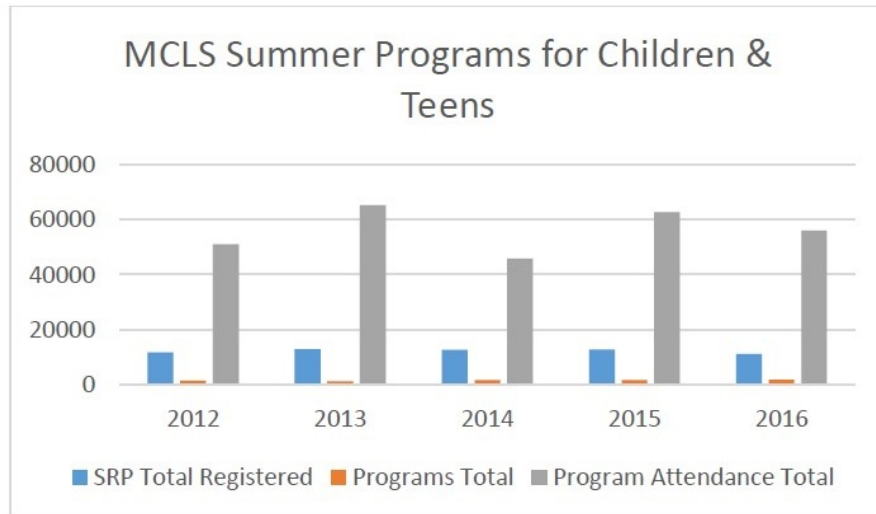 MCLS Summer Programs for Children &
Teens
80000
60000
40000
20000
0
2012 2013 2014 2015 2016
SRP Total Registered Programs Total Program Attendance Total